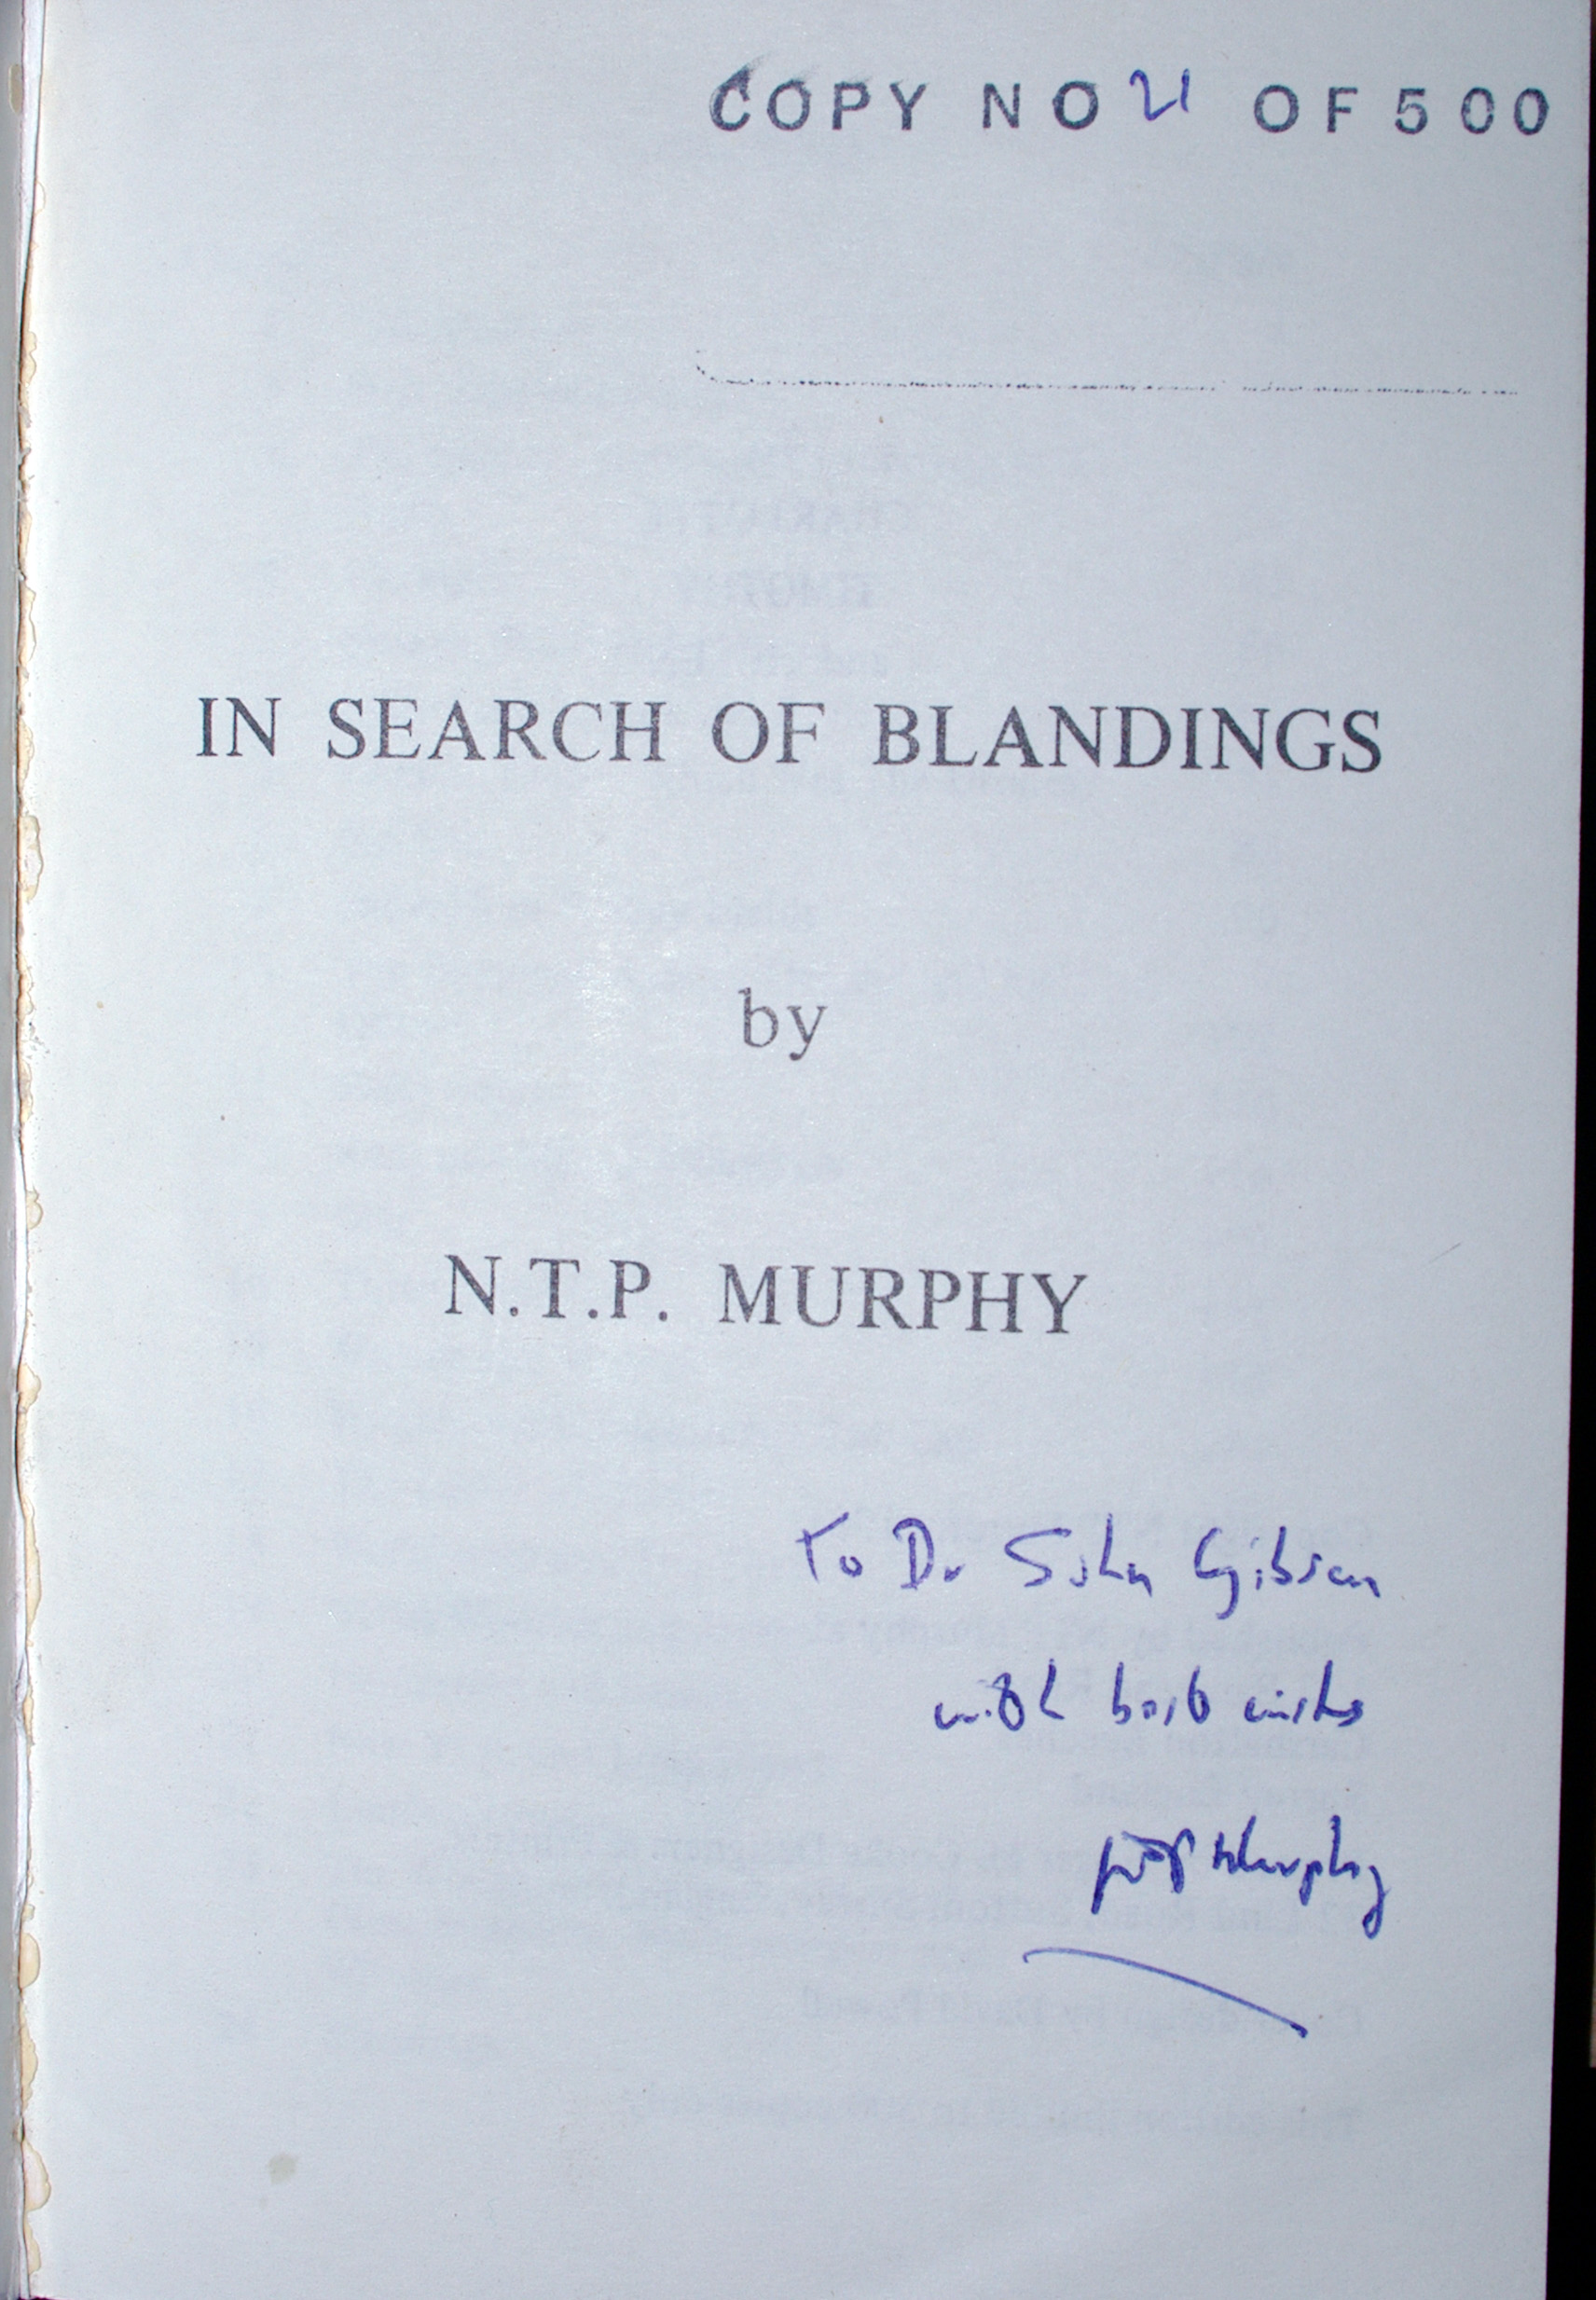 COPY NO 21 OF 500
IN SEARCH OF BLANDINGS
by
N.T.P. MURPHY
To Dr John Gibson
with best wishes
NTP Murphy